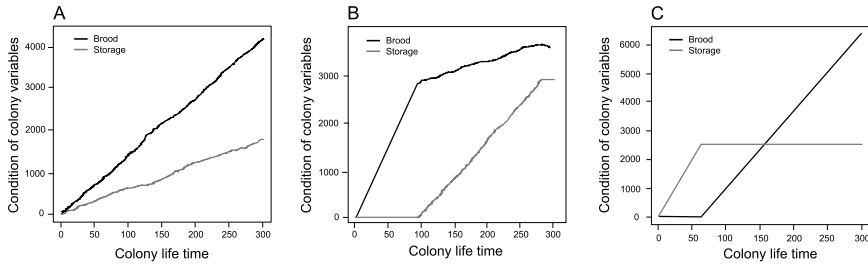 A
Condition of colony variables
4000
3000
2000
1000
0
Brood
Storage
0 50 100 150 200 250 300
Colony life time
B
Condition of colony variables
3000
2000
1000
0
Brood
Storage
0 50 100 150 200 250 300
Colony life time
C
Condition of colony variables
6000
5000
4000
3000
2000
1000
0
Brood
Storage
0 50 100 150 200 250 300
Colony life time